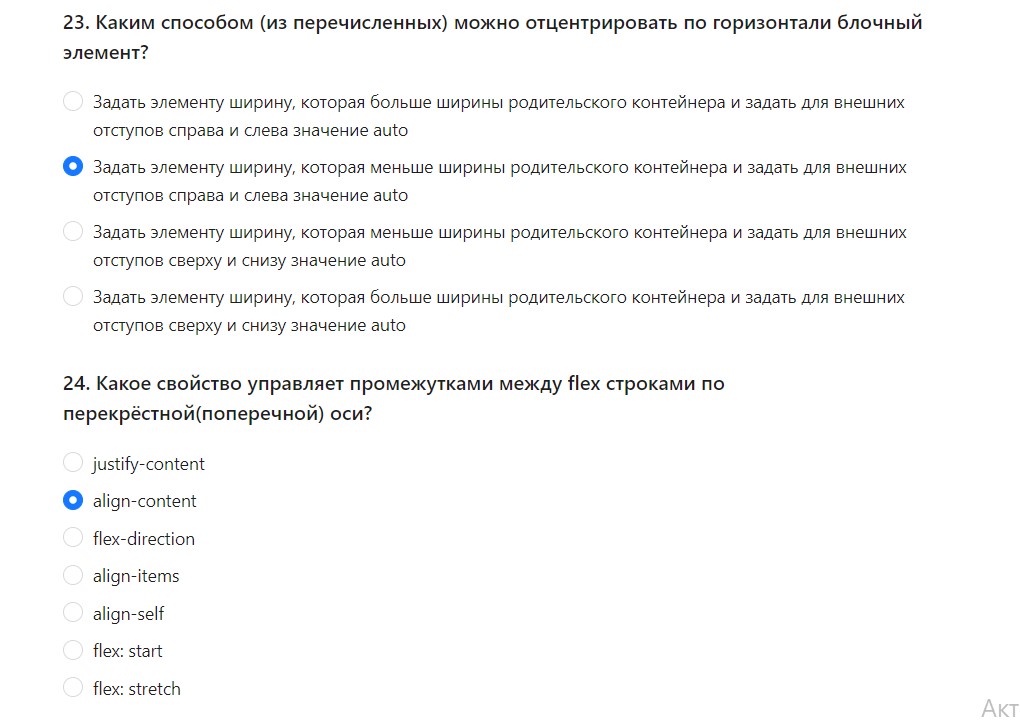 23. Каким способом (из перечисленных) можно отцентрировать по горизонтали блочный
элемент?
Задать элементу ширину, которая больше ширины родительского контейнера и задать для внешних
отступов справа и слева значение auto
Задать элементу ширину, которая меньше ширины родительского контейнера и задать для внешних
отступов справа и слева значение auto
Задать элементу ширину, которая меньше ширины родительского контейнера и задать для внешних
отступов сверху и снизу значение auto
Задать элементу ширину, которая больше ширины родительского контейнера и задать для внешних
отступов сверху и снизу значение auto
24. Какое свойство управляет промежутками между flex строками по
перекрёстной(поперечной) оси?
justify-content
align-content
flex-direction
align-items
align-self
flex: start
flex: stretch
Акт